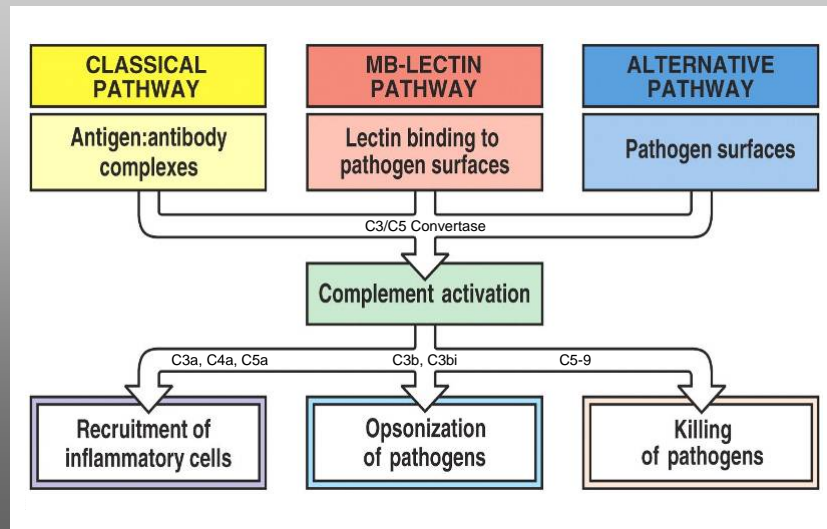 CLASSICAL
PATHWAY
MB-LECTIN
PATHWAY
ALTERNATIVE
PATHWAY
Antigen:antibody
complexes
Lectin binding to
pathogen surfaces
Pathogen surfaces
C3/C5 Convertase
Complement activation
C3a, C4a, C5a
C3b, C3bi
C5-9
Recruitment of
inflammatory cells
Opsonization
of pathogens
Killing
of pathogens